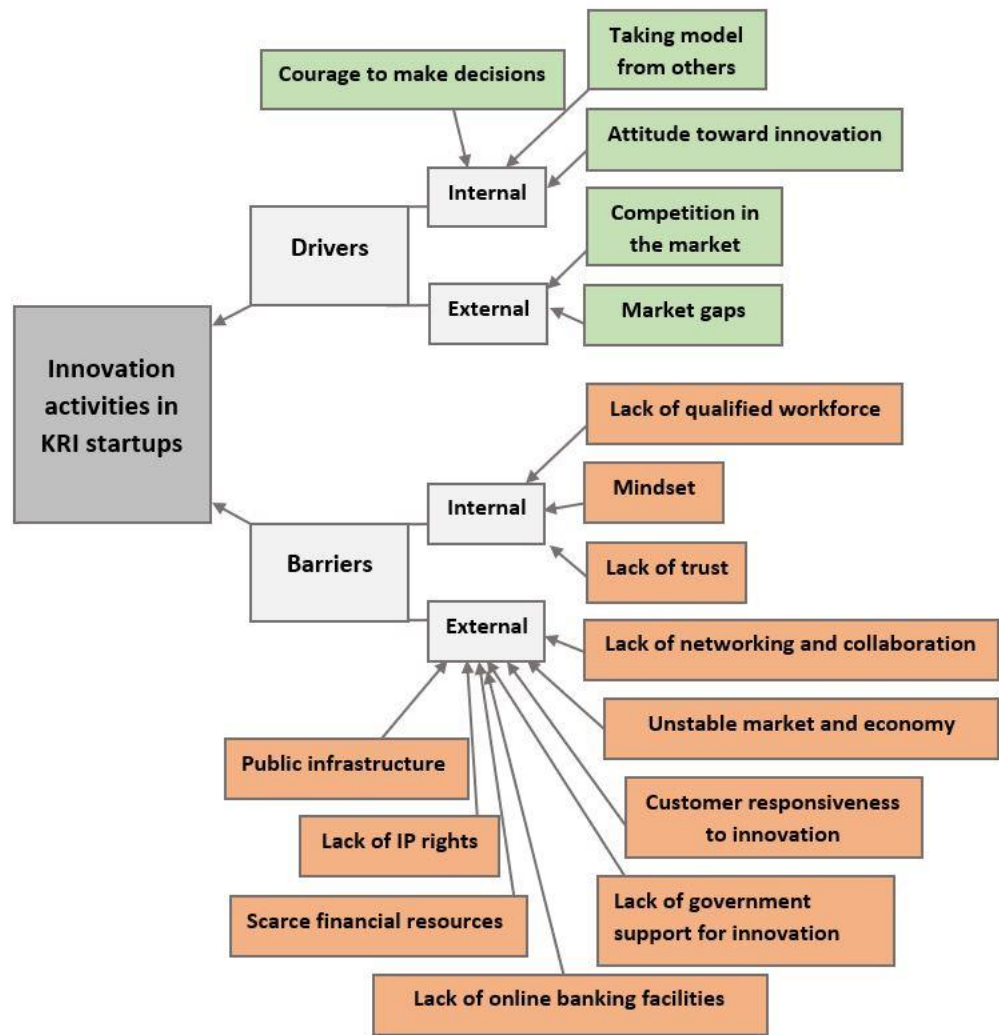 Taking model
from others
Courage to make decisions
Attitude toward innovation
Internal
Competition in
the market
Drivers
External
Market gaps
Innovation
activities in
KRI startups
Lack of qualified workforce
Mindset
Internal
Barriers
Lack of trust
External
Lack of networking and collaboration
Unstable market and economy
Public infrastructure
Customer responsiveness
to innovation
Lack of IP rights
Lack of government
support for innovation
Scarce financial resources
Lack of online banking facilities